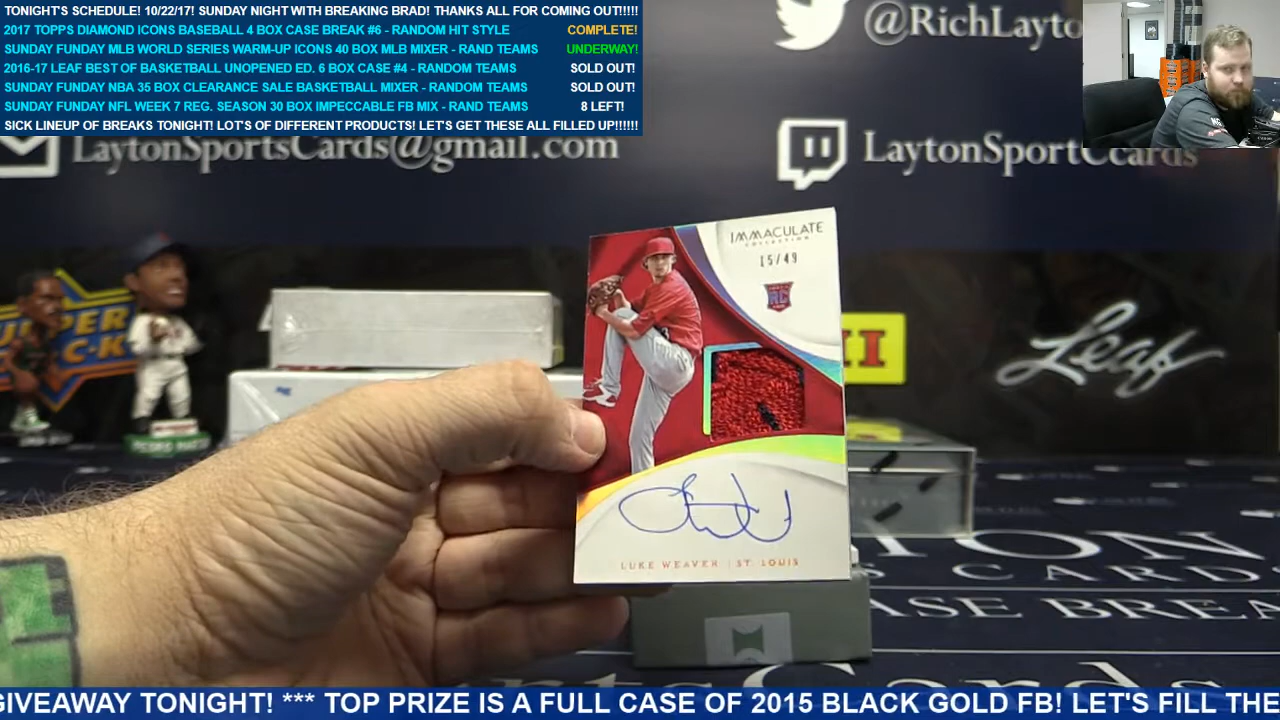 TONIGHT'S SCHEDULE! 10/22/17! SUNDAY NIGHT WITH BREAKING BRAD! THANKS ALL FOR COMING OUT!!!!!
2017 TOPPS DIAMOND ICONS BASEBALL 4 BOX CASE BREAK #6 - RANDOM HIT STYLE COMPLETE!
SUNDAY FUNDAY MLB WORLD SERIES WARM-UP ICONS 40 BOX MLB MIXER - RAND TEAMS UNDERWAY!
2016-17 LEAF BEST OF BASKETBALL UNOPENED ED. 6 BOX CASE #4 - RANDOM TEAMS SOLD OUT!
SUNDAY FUNDAY NBA 35 BOX CLEARANCE SALE BASKETBALL MIXER - RANDOM TEAMS SOLD OUT!
SUNDAY FUNDAY NFL WEEK 7 REG. SEASON 30 BOX IMPECCABLE FB MIX - RAND TEAMS 8 LEFT!
SICK LINEUP OF BREAKS TONIGHT! LOT'S OF DIFFERENT PRODUCTS! LET'S GET THESE ALL FILLED UP!!!!!!
@RichLayto
LaytonSportsCards@gmail.com
LaytonSportCcards
IMMACULATE
COLLECTION
15/49
RC
LUKE WEAVER | ST. LOUIS
Leaf
GIVEAWAY TONIGHT! *** TOP PRIZE IS A FULL CASE OF 2015 BLACK GOLD FB! LET'S FILL THE